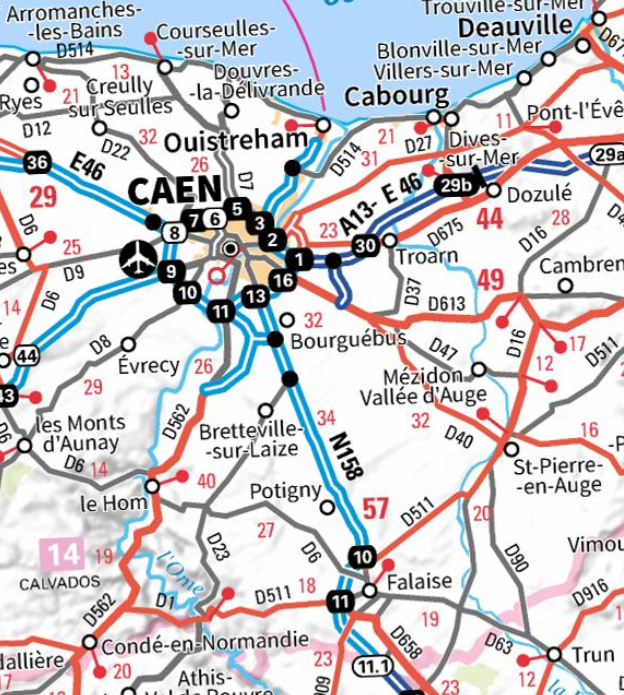 Arromanches-
-les-Bains
D514
Courseulles-
-sur-Mer
Trouville-sur-Mer
Deauville
Blonville-sur-Mer
Villers-sur-Mer
13
Douvres-
-la-Délivrande
Ryes
21
Creully
sur Seulles
Cabourg
D12
D22
32
Ouistreham
26
D7
D514
21
D27
11
Pont-l'Évê
31
Dives-
-sur-Mer
36
E46
29
CAEN
A13- E 46
29b
29a
Dozulé
44
28
D6
25
8
7
6
5
3
2
23
30
D675
D16
Troarn
D9
9
1
Cambren
14
D6
10
16
13
11
D37
49
D613
32
Bourguébus
44
D8
Évrecy
26
D47
D16
17
D511
12
Mézidon
Vallée d'Auge
43
29
D562
les Monts
d'Aunay
D6
D6
14
Bretteville-
-sur-Laize
34
32
D40
16
N158
St-Pierre-
-en-Auge
40
le Hom
Potigny
57
D511
20
27
D23
D6
D90
14
CALVADOS
19
l'Orne
10
Vimou
Falaise
D562
D1
D511
18
11
19
D916
D658
D63
Condé-en-Normandie
20
Athis-
Val de Rouvre
23
11.1
23
12
Trun